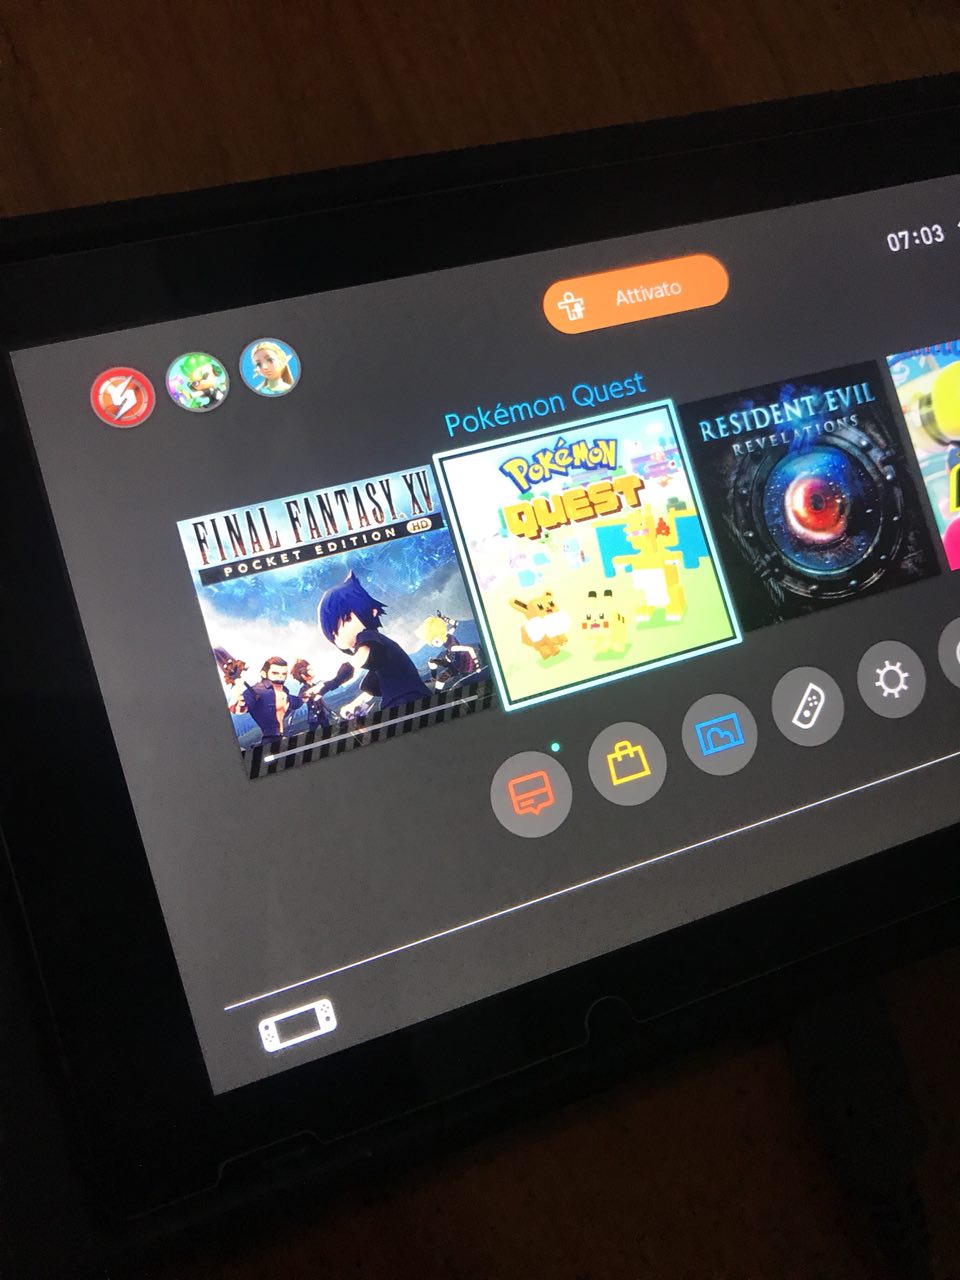 07:03
Attivato
Pokémon Quest
FINAL FANTASY XV
POCKET EDITION HD
POKÉMON
QUEST
RESIDENT EVIL
REVELATIONS